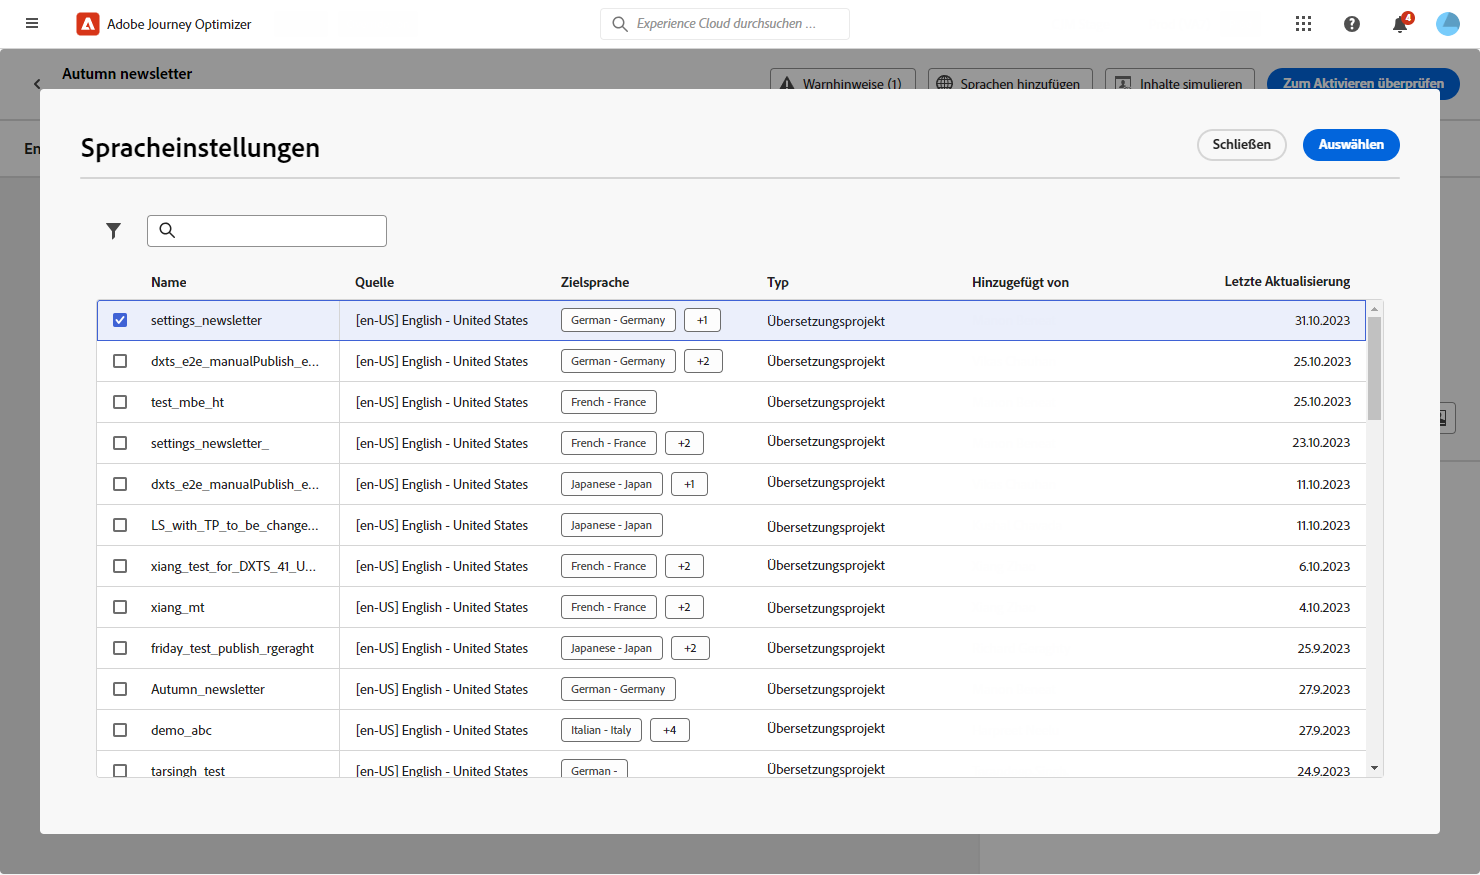 Adobe Journey Optimizer
Experience Cloud durchsuchen ...
4
Autumn newsletter
Warnhinweise (1)
Sprachen hinzufügen
Inhalte simulieren
Zum Aktivieren überprüfen
En
Spracheinstellungen
Schließen
Auswählen
Name Quelle Zielsprache Typ Hinzugefügt von Letzte Aktualisierung
settings_newsletter [en-US] English - United States German - Germany +1 Übersetzungsprojekt 31.10.2023
dxts_e2e_manualPublish_e... [en-US] English - United States German - Germany +2 Übersetzungsprojekt 25.10.2023
test_mbe_ht [en-US] English - United States French - France Übersetzungsprojekt 25.10.2023
settings_newsletter_ [en-US] English - United States French - France +2 Übersetzungsprojekt 23.10.2023
dxts_e2e_manualPublish_e... [en-US] English - United States Japanese - Japan +1 Übersetzungsprojekt 11.10.2023
LS_with_TP_to_be_change... [en-US] English - United States Japanese - Japan Übersetzungsprojekt 11.10.2023
xiang_test_for_DXTS_41_U... [en-US] English - United States French - France +2 Übersetzungsprojekt 6.10.2023
xiang_mt [en-US] English - United States French - France +2 Übersetzungsprojekt 4.10.2023
friday_test_publish_rgeraght [en-US] English - United States Japanese - Japan +2 Übersetzungsprojekt 25.9.2023
Autumn_newsletter [en-US] English - United States German - Germany Übersetzungsprojekt 27.9.2023
demo_abc [en-US] English - United States Italian - Italy +4 Übersetzungsprojekt 27.9.2023
tarsingh_test [en-US] English - United States German - Übersetzungsprojekt 24.9.2023